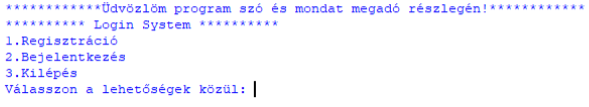 ************Üdvözlöm program szó és mondat megadó részlegén!************
********** Login System **********
1.Regisztráció
2.Bejelentkezés
3.Kilépés
Válasszon a lehetőségek közül: